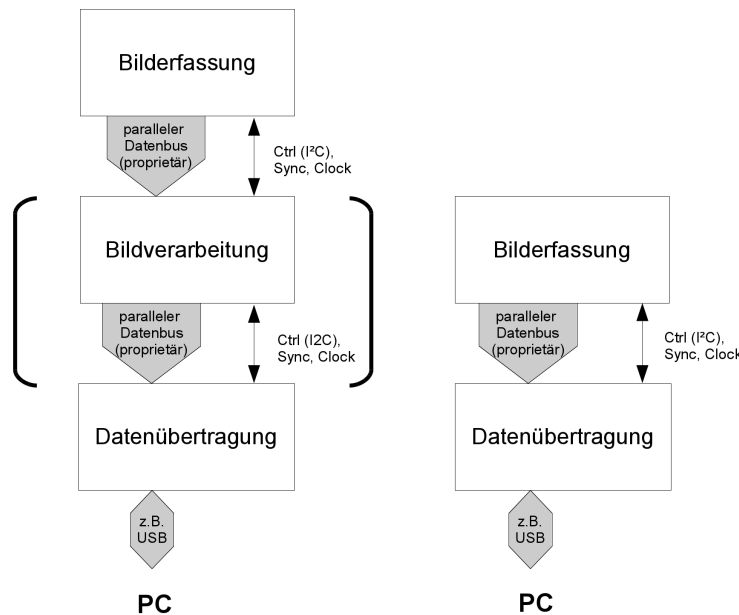 Bilderfassung
paralleler
Datenbus
(proprietär)
Ctrl (I²C),
Sync, Clock
Bildverarbeitung
paralleler
Datenbus
(proprietär)
Ctrl (I2C),
Sync, Clock
Datenübertragung
z.B.
USB
PC
Bilderfassung
paralleler
Datenbus
(proprietär)
Ctrl (I²C),
Sync, Clock
Datenübertragung
z.B.
USB
PC